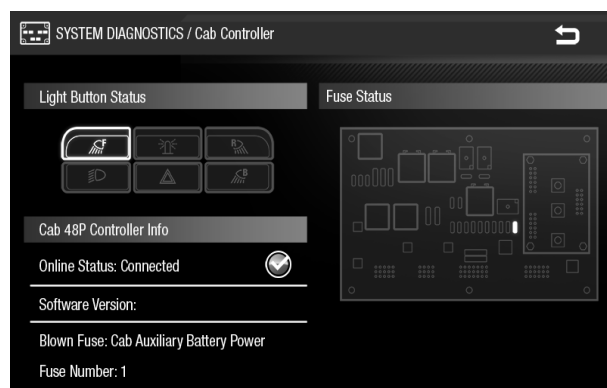 SYSTEM DIAGNOSTICS / Cab Controller
Light Button Status
Fuse Status
F
R
B
Cab 48P Controller Info
Online Status: Connected
Software Version:
Blown Fuse: Cab Auxiliary Battery Power
Fuse Number: 1